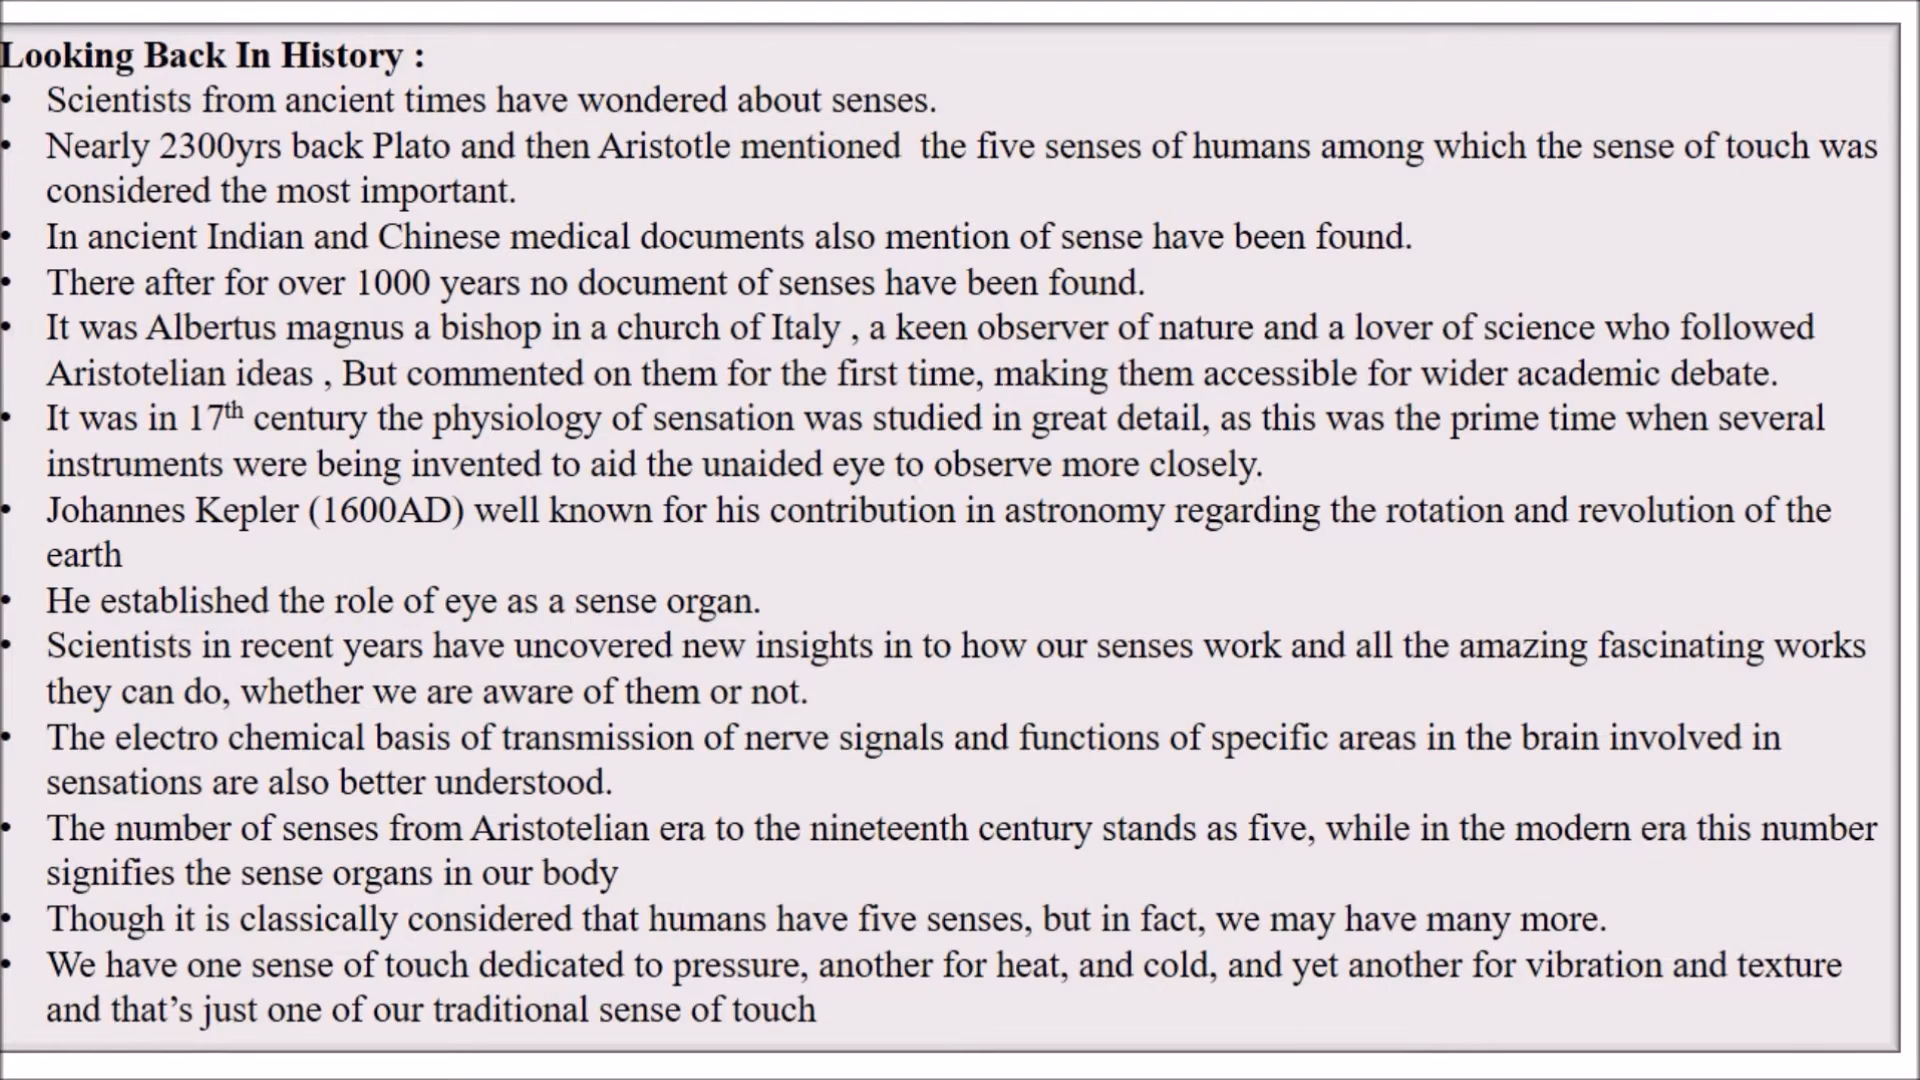 Looking Back In History :
• Scientists from ancient times have wondered about senses.
• Nearly 2300yrs back Plato and then Aristotle mentioned  the five senses of humans among which the sense of touch was
considered the most important.
• In ancient Indian and Chinese medical documents also mention of sense have been found.
• There after for over 1000 years no document of senses have been found.
• It was Albertus magnus a bishop in a church of Italy , a keen observer of nature and a lover of science who followed
Aristotelian ideas , But commented on them for the first time, making them accessible for wider academic debate.
• It was in 17th century the physiology of sensation was studied in great detail, as this was the prime time when several
instruments were being invented to aid the unaided eye to observe more closely.
• Johannes Kepler (1600AD) well known for his contribution in astronomy regarding the rotation and revolution of the
earth
• He established the role of eye as a sense organ.
• Scientists in recent years have uncovered new insights in to how our senses work and all the amazing fascinating works
they can do, whether we are aware of them or not.
• The electro chemical basis of transmission of nerve signals and functions of specific areas in the brain involved in
sensations are also better understood.
• The number of senses from Aristotelian era to the nineteenth century stands as five, while in the modern era this number
signifies the sense organs in our body
• Though it is classically considered that humans have five senses, but in fact, we may have many more.
• We have one sense of touch dedicated to pressure, another for heat, and cold, and yet another for vibration and texture
and that’s just one of our traditional sense of touch